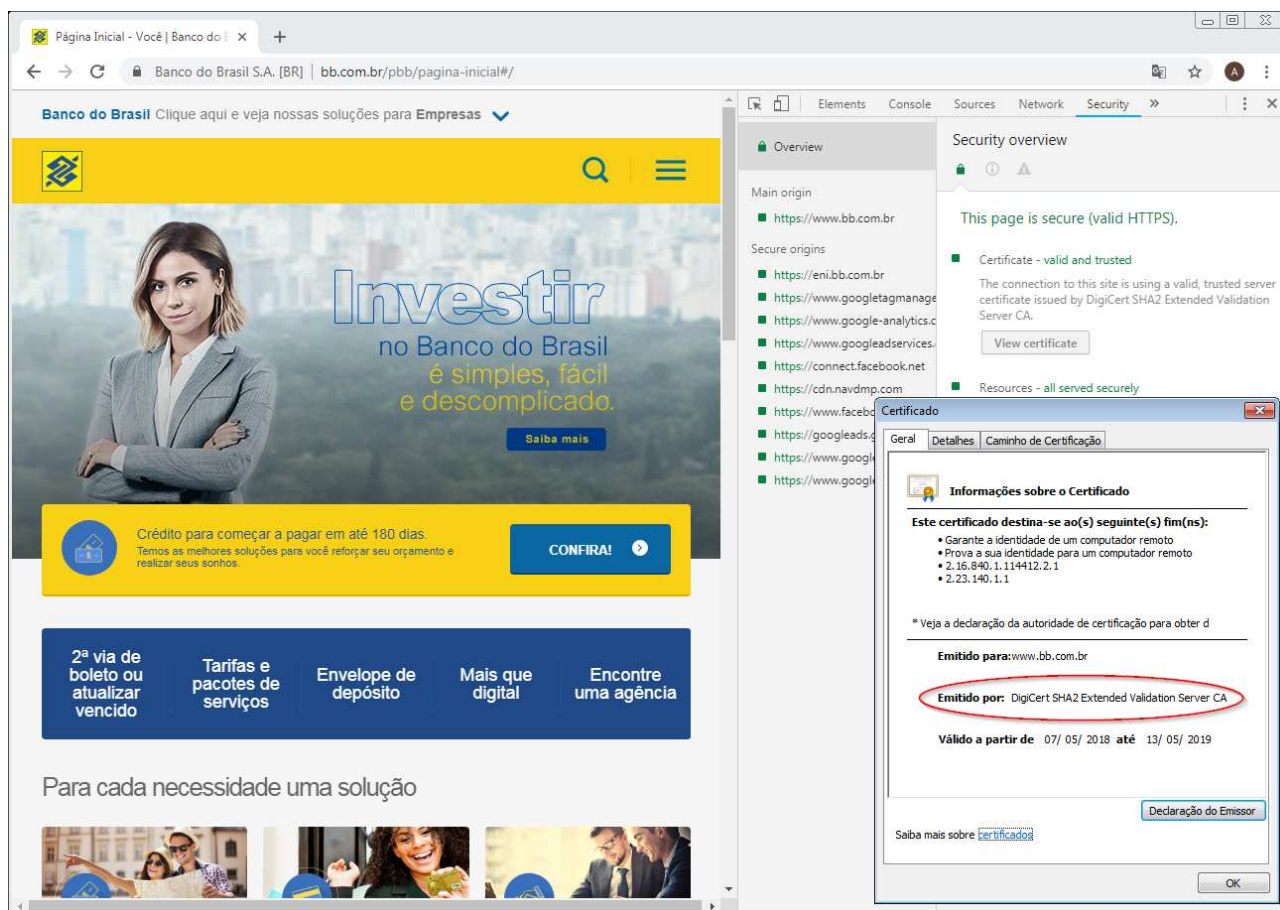 Página Inicial - Você | Banco do
Banco do Brasil S.A. [BR] | bb.com.br/pbb/pagina-inicial#/
A
Banco do Brasil Clique aqui e veja nossas soluções para Empresas
Investir
no Banco do Brasil
é simples, fácil
e descomplicado.
Saiba mais
Crédito para começar a pagar em até 180 dias.
Temos as melhores soluções para você reforçar seu orçamento e
realizar seus sonhos.
CONFIRA!
2ª via de
boleto ou
atualizar
vencido
Tarifas e
pacotes de
serviços
Envelope de
depósito
Mais que
digital
Encontre
uma agência
Para cada necessidade uma solução
Elements Console Sources Network Security »
Overview
Main origin
https://www.bb.com.br
Secure origins
https://eni.bb.com.br
https://www.googletagmanage
https://www.google-analytics.c
https://www.googleadservices.
https://connect.facebook.net
https://cdn.navdmp.com
https://www.facebo
https://googleads.g
https://www.googl
https://www.googl
Security overview
This page is secure (valid HTTPS).
Certificate - valid and trusted
The connection to this site is using a valid, trusted server
certificate issued by DigiCert SHA2 Extended Validation
Server CA.
View certificate
Resources - all served securely
Certificado
Geral Detalhes Caminho de Certificação
Informações sobre o Certificado
Este certificado destina-se ao(s) seguinte(s) fim(ns):
• Garante a identidade de um computador remoto
• Prova a sua identidade para um computador remoto
• 2.16.840.1.114412.2.1
• 2.23.140.1.1
* Veja a declaração da autoridade de certificação para obter d
Emitido para: www.bb.com.br
Emitido por: DigiCert SHA2 Extended Validation Server CA
Válido a partir de 07/ 05/ 2018 até 13/ 05/ 2019
Declaração do Emissor
Saiba mais sobre certificados
OK